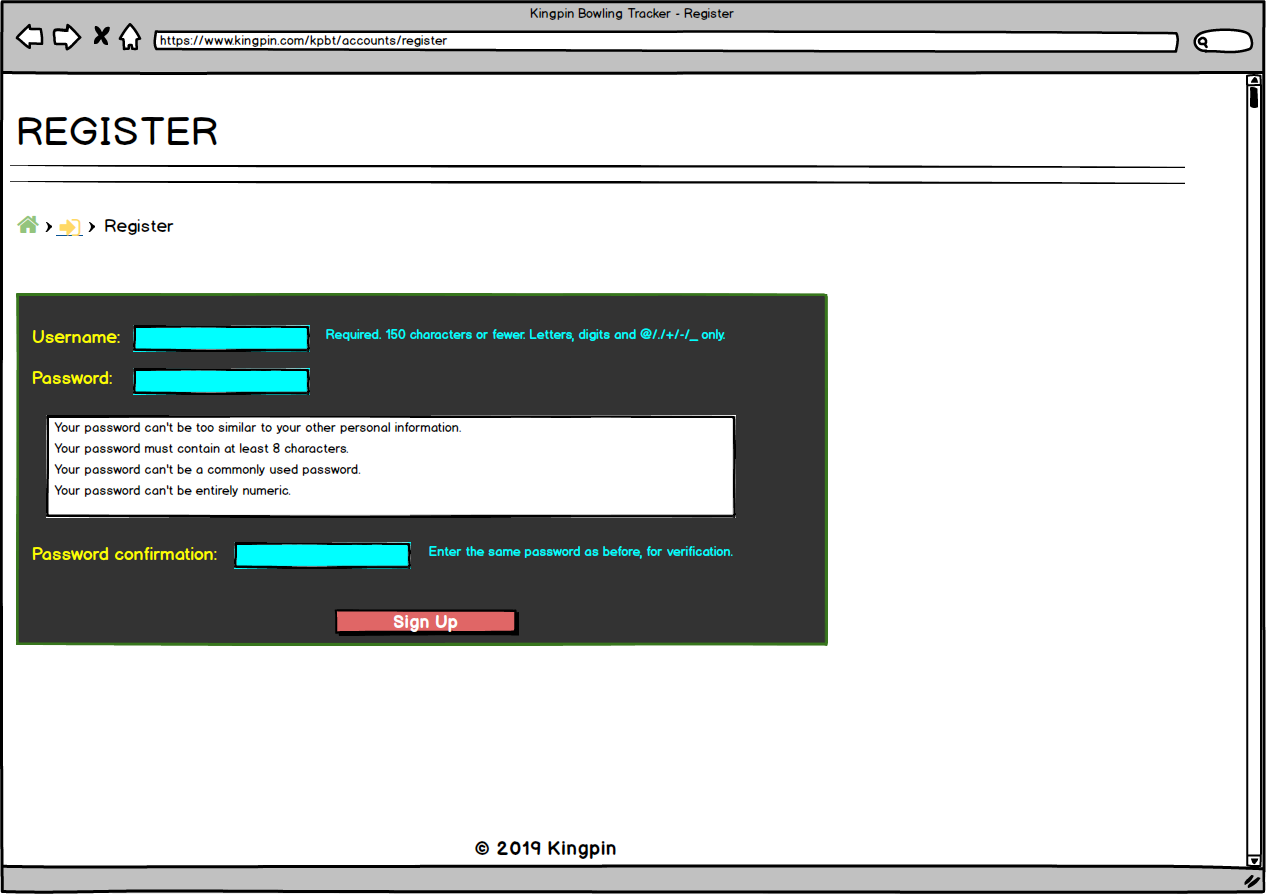 Kingpin Bowling Tracker - Register
https://www.kingpin.com/kpbt/accounts/register
REGISTER
› › Register
Username: Required. 150 characters or fewer. Letters, digits and @/./+/-/_ only.
Password:
Your password can't be too similar to your other personal information.
Your password must contain at least 8 characters.
Your password can't be a commonly used password.
Your password can't be entirely numeric.
Password confirmation: Enter the same password as before, for verification.
Sign Up
© 2019 Kingpin